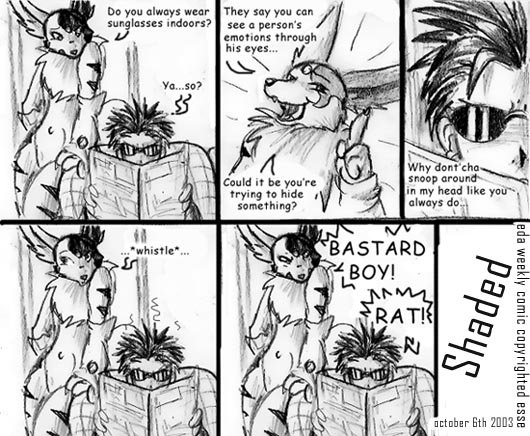 Do you always wear
sunglasses indoors?
Ya...so?
They say you can
see a person's
emotions through
his eyes...
Could it be you're
trying to hide
something?
Why dont'cha
snoop around
in my head like you
always do...
...*whistle*...
BASTARD
BOY!
RAT!
Shaded
eda weekly comic copyrighted esse
october 6th 2003